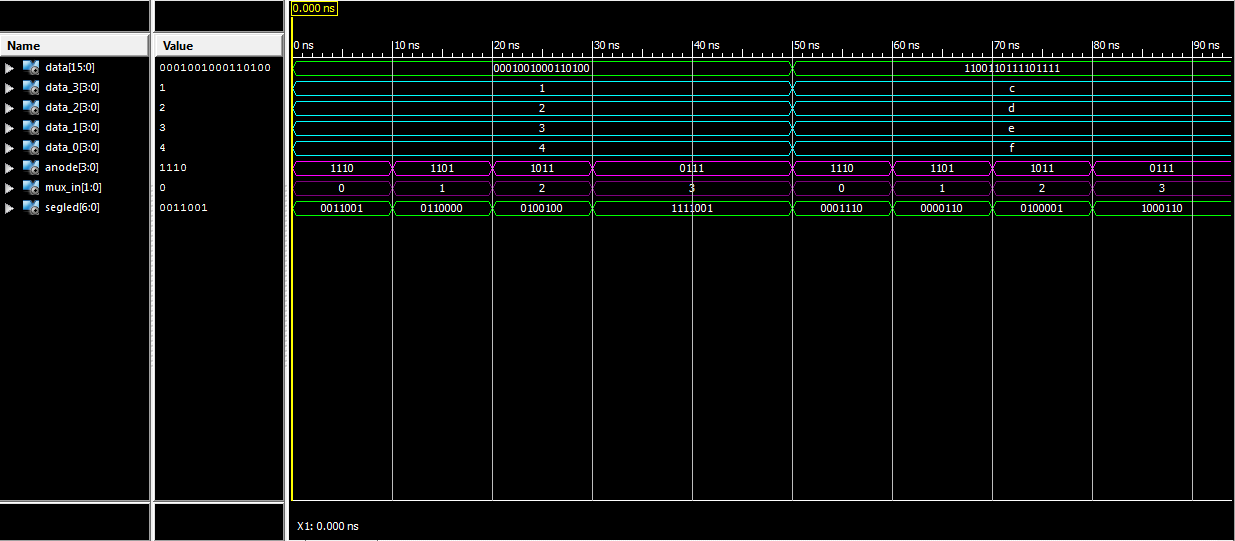 0.000 ns
Name Value 0 ns 10 ns 20 ns 30 ns 40 ns 50 ns 60 ns 70 ns 80 ns 90 ns
data[15:0] 0001001000110100 0001001000110100 1100110111101111
data_3[3:0] 1 1 c
data_2[3:0] 2 2 d
data_1[3:0] 3 3 e
data_0[3:0] 4 4 f
anode[3:0] 1110 1110 1101 1011 0111 1110 1101 1011 0111
mux_in[1:0] 0 0 1 2 3 0 1 2 3
segled[6:0] 0011001 0011001 0110000 0100100 1111001 0001110 0000110 0100001 1000110
X1: 0.000 ns